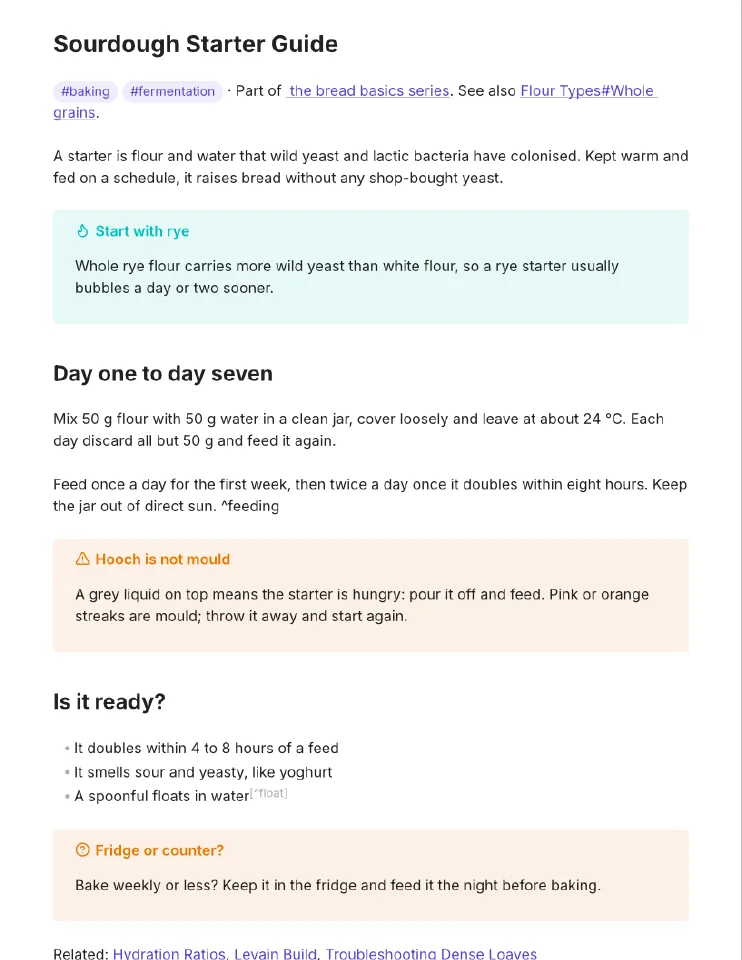 Sourdough Starter Guide
#baking #fermentation · Part of the bread basics series. See also Flour Types#Whole
grains.
A starter is flour and water that wild yeast and lactic bacteria have colonised. Kept warm and
fed on a schedule, it raises bread without any shop-bought yeast.
Start with rye
Whole rye flour carries more wild yeast than white flour, so a rye starter usually
bubbles a day or two sooner.
Day one to day seven
Mix 50 g flour with 50 g water in a clean jar, cover loosely and leave at about 24 °C. Each
day discard all but 50 g and feed it again.
Feed once a day for the first week, then twice a day once it doubles within eight hours. Keep
the jar out of direct sun. ^feeding
Hooch is not mould
A grey liquid on top means the starter is hungry: pour it off and feed. Pink or orange
streaks are mould; throw it away and start again.
Is it ready?
• It doubles within 4 to 8 hours of a feed
• It smells sour and yeasty, like yoghurt
• A spoonful floats in water[^float]
Fridge or counter?
Bake weekly or less? Keep it in the fridge and feed it the night before baking.
Related: Hydration Ratios, Levain Build, Troubleshooting Dense Loaves